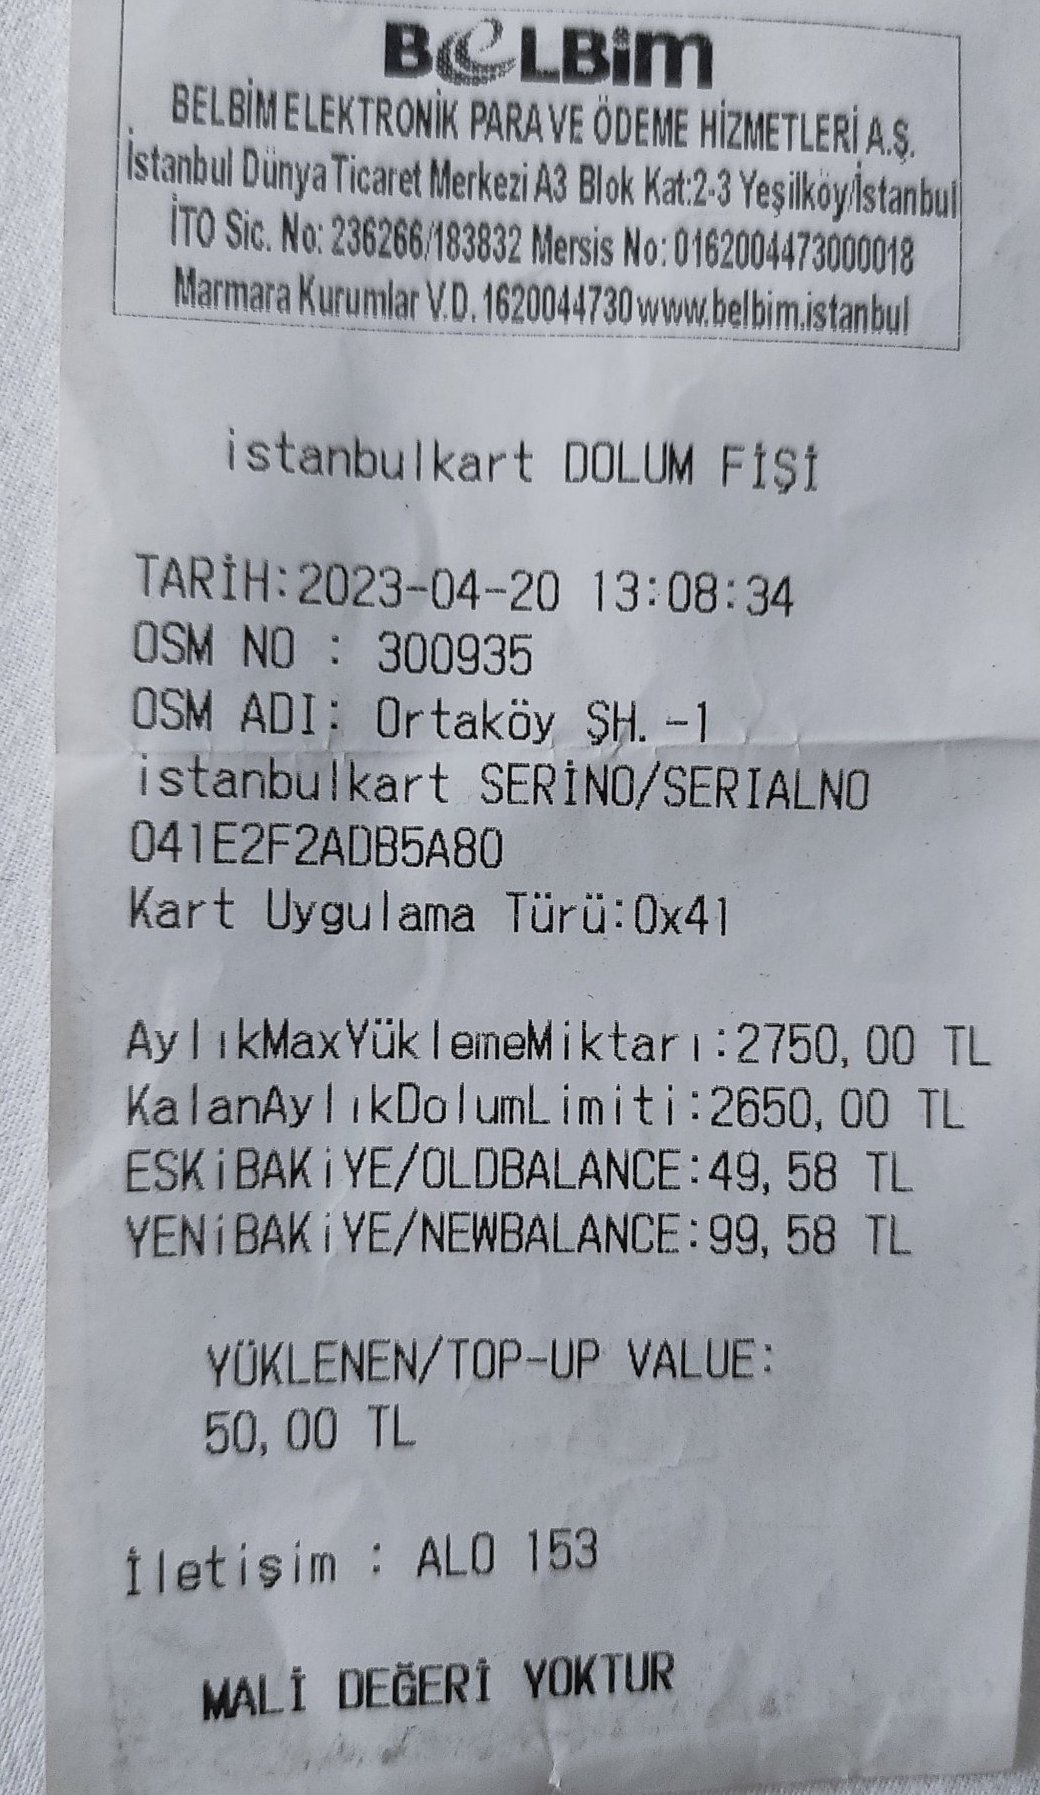 BELBİM
BELBİM ELEKTRONİK PARA VE ÖDEME HİZMETLERİ A.Ş.
İstanbul Dünya Ticaret Merkezi A3 Blok Kat:2-3 Yeşilköy/İstanbul
İTO Sic. No: 236266/183832 Mersis No: 0162004473000018
Marmara Kurumlar V.D. 1620044730 www.belbim.istanbul
istanbulkart DOLUM FİŞİ
TARİH:2023-04-20 13:08:34
OSM NO : 300935
OSM ADI: Ortaköy ŞH. -1
istanbulkart SERİNO/SERIALNO
041E2F2ADB5A80
Kart Uygulama Türü:0x41
AylıkMaxYüklemeMiktarı:2750,00 TL
KalanAylıkDolumLimiti:2650,00 TL
ESKiBAKiYE/OLDBALANCE:49,58 TL
YENiBAKiYE/NEWBALANCE:99,58 TL
YÜKLENEN/TOP-UP VALUE:
50,00 TL
İletişim : ALO 153
MALİ DEĞERİ YOKTUR